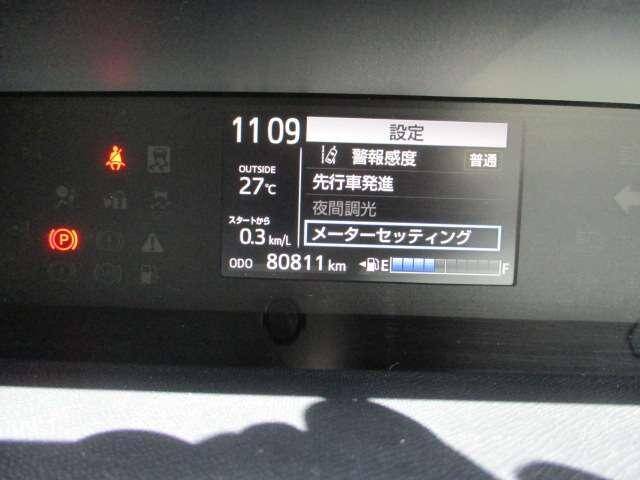 11 09
設定
警報感度 普通
OUTSIDE
27℃
先行車発進
夜間調光
スタートから
0.3 km/L
メーターセッティング
ODO 80811 km E F
P